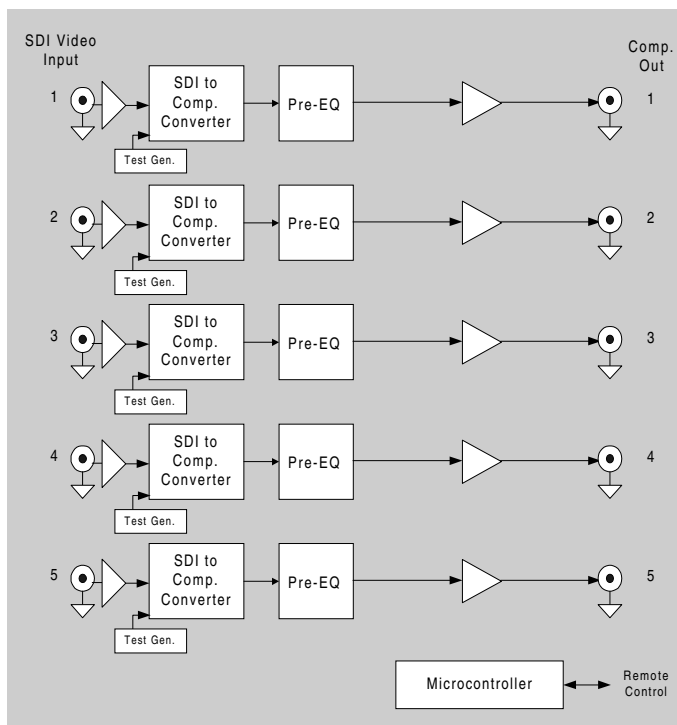 SDI Video
Input
Comp.
Out
1
SDI to
Comp.
Converter
Pre-EQ
1
Test Gen.
2
SDI to
Comp.
Converter
Pre-EQ
2
Test Gen.
3
SDI to
Comp.
Converter
Pre-EQ
3
Test Gen.
4
SDI to
Comp.
Converter
Pre-EQ
4
Test Gen.
5
SDI to
Comp.
Converter
Pre-EQ
5
Test Gen.
Microcontroller
Remote
Control